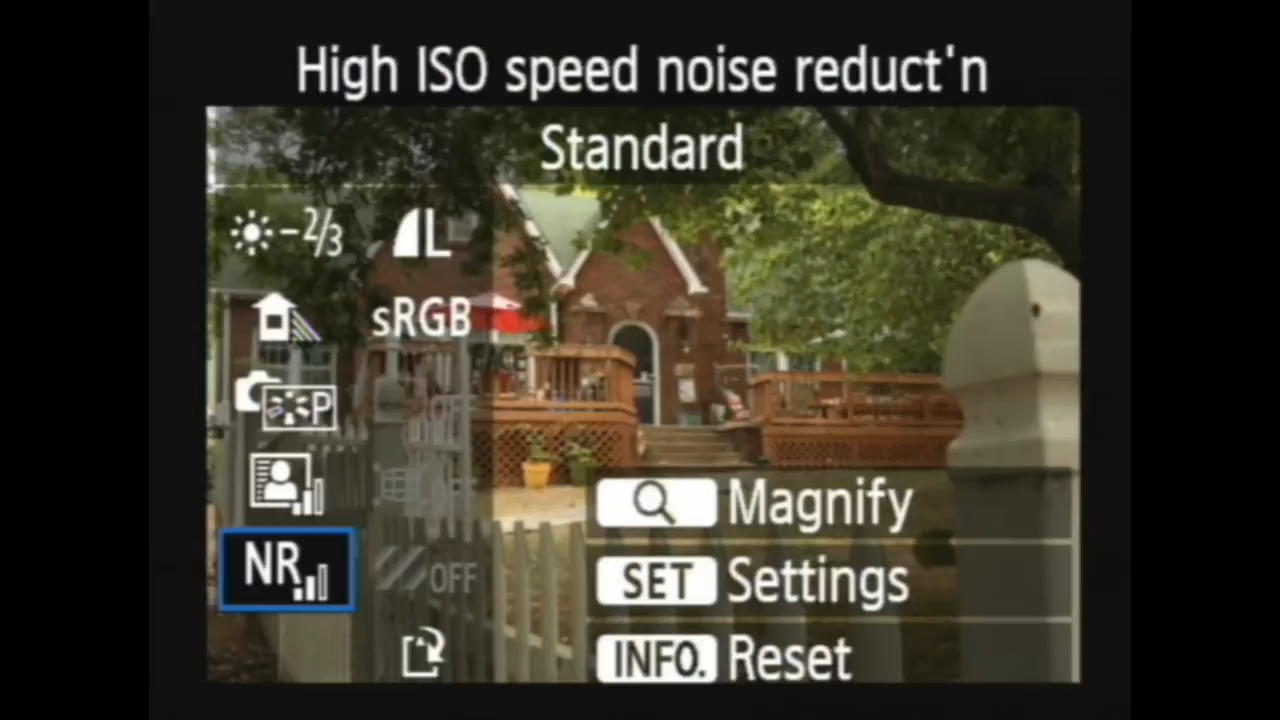 High ISO speed noise reduct'n
Standard
-2/3 L
sRGB
P
NR OFF
Magnify
SET Settings
INFO. Reset